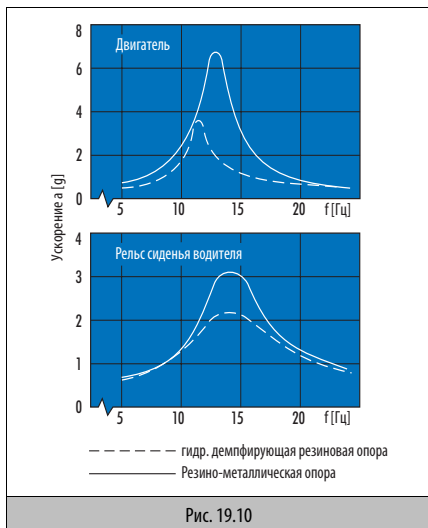 Ускорение a [g]
Двигатель
8
6
4
2
0
5 10 15 20 f [Гц]
Рельс сиденья водителя
4
3
2
1
0
5 10 15 20 f [Гц]
гидр. демпфирующая резиновая опора
Резино-металлическая опора
Рис. 19.10